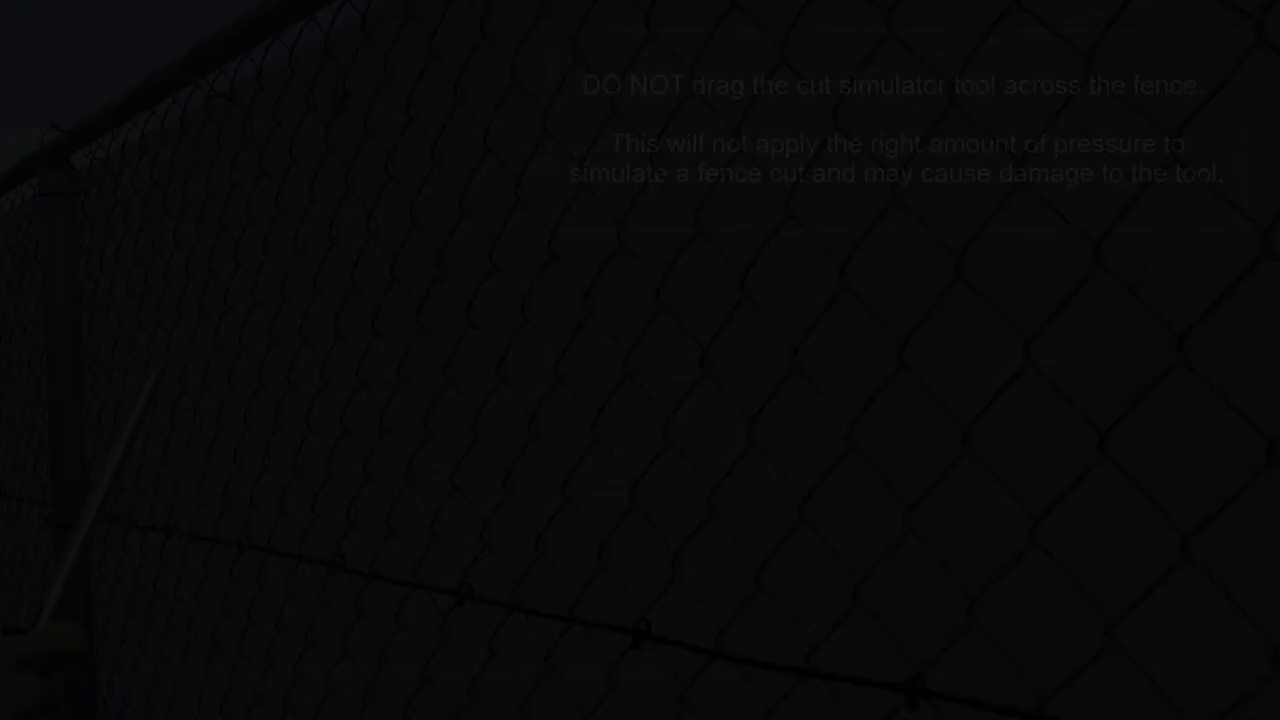 DO NOT drag the cut simulator tool across the fence.
This will not apply the right amount of pressure to
simulate a fence cut and may cause damage to the tool.